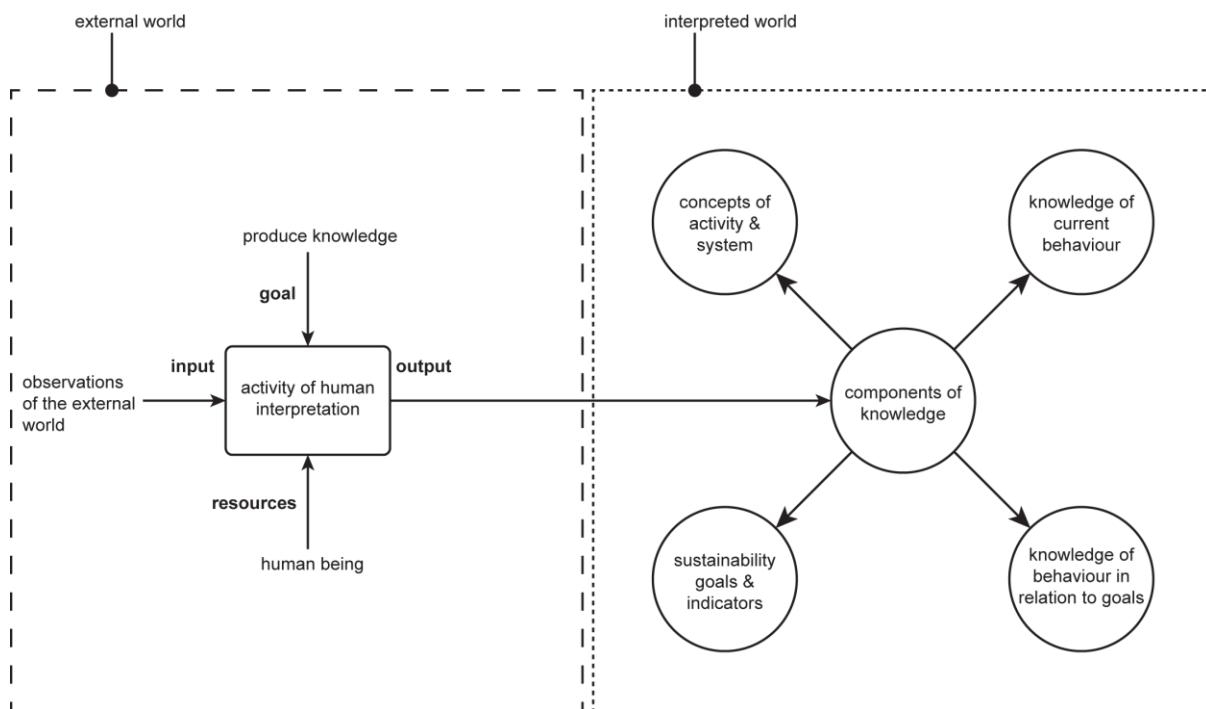 external world
interpreted world
produce knowledge
goal
input
output
observations
of the external
world
activity of human
interpretation
resources
human being
concepts of
activity &
system
knowledge of
current
behaviour
components of
knowledge
sustainability
goals &
indicators
knowledge of
behaviour in
relation to goals